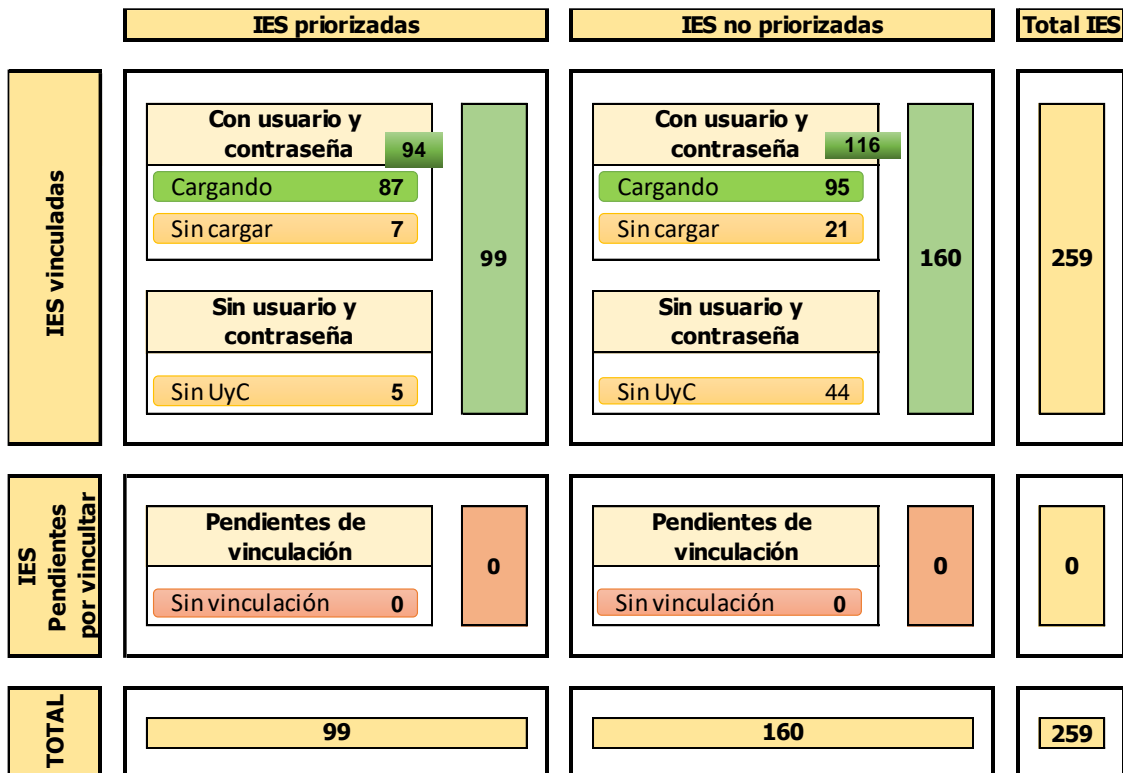 IES priorizadas
IES no priorizadas
Total IES
IES vinculadas
Con usuario y
contraseña 94
Cargando 87
Sin cargar 7
Sin usuario y
contraseña
Sin UyC 5
99
Con usuario y
contraseña 116
Cargando 95
Sin cargar 21
Sin usuario y
contraseña
Sin UyC 44
160
259
IES
Pendientes
por vincultar
Pendientes de
vinculación
Sin vinculación 0
0
Pendientes de
vinculación
Sin vinculación 0
0
0
TOTAL
99
160
259